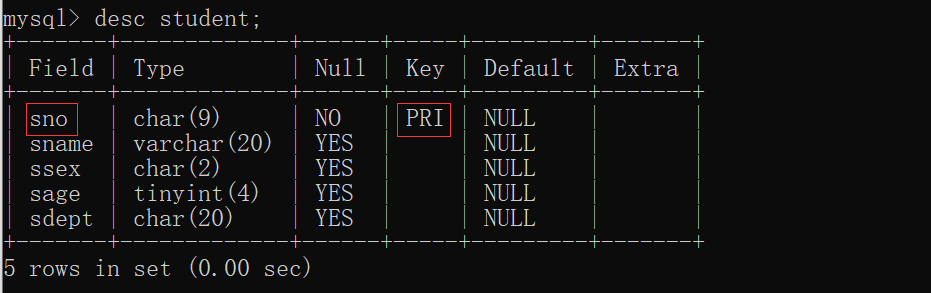 mysql> desc student;
+-------+-------------+------+-----+---------+-------+
| Field | Type        | Null | Key | Default | Extra |
+-------+-------------+------+-----+---------+-------+
| sno   | char(9)     | NO   | PRI | NULL    |       |
| sname | varchar(20) | YES  |     | NULL    |       |
| ssex  | char(2)     | YES  |     | NULL    |       |
| sage  | tinyint(4)  | YES  |     | NULL    |       |
| sdept | char(20)    | YES  |     | NULL    |       |
+-------+-------------+------+-----+---------+-------+
5 rows in set (0.00 sec)